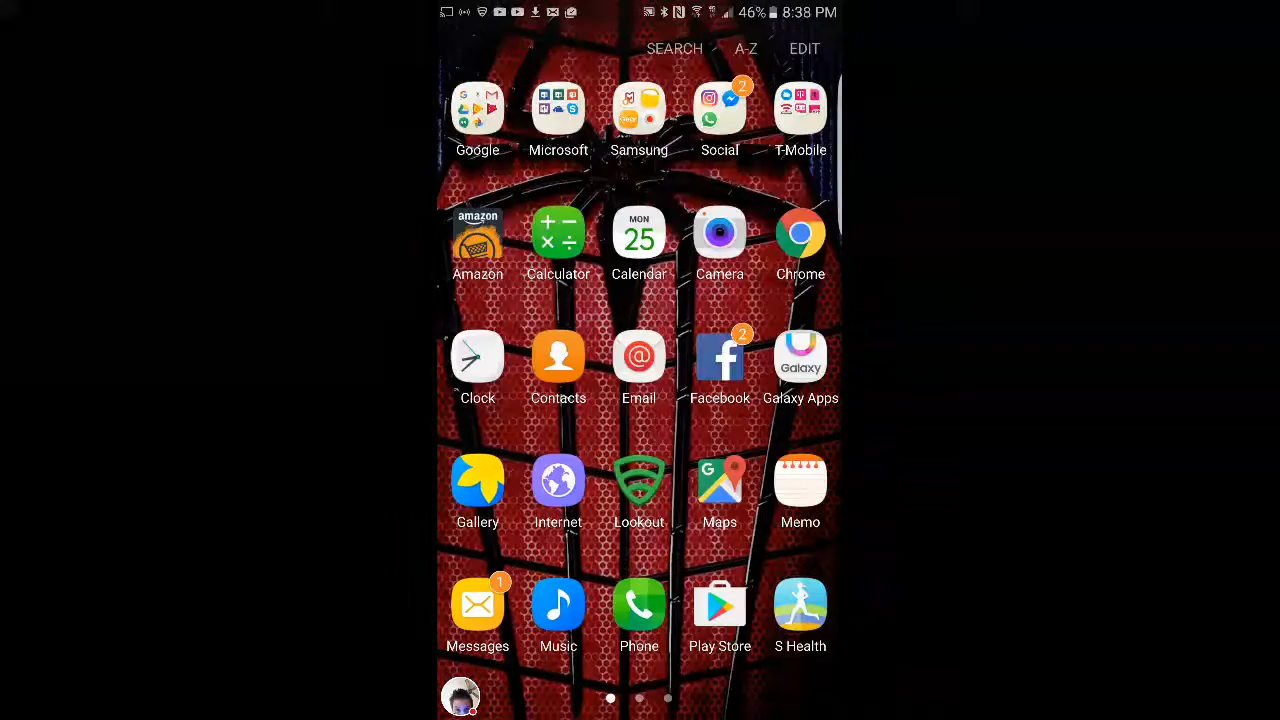 46% 8:38 PM
SEARCH A-Z EDIT
2
Google Microsoft Samsung Social T-Mobile
amazon MON 25
Amazon Calculator Calendar Camera Chrome
2
Galaxy
Clock Contacts Email Facebook Galaxy Apps
G
Gallery Internet Lookout Maps Memo
1
Messages Music Phone Play Store S Health